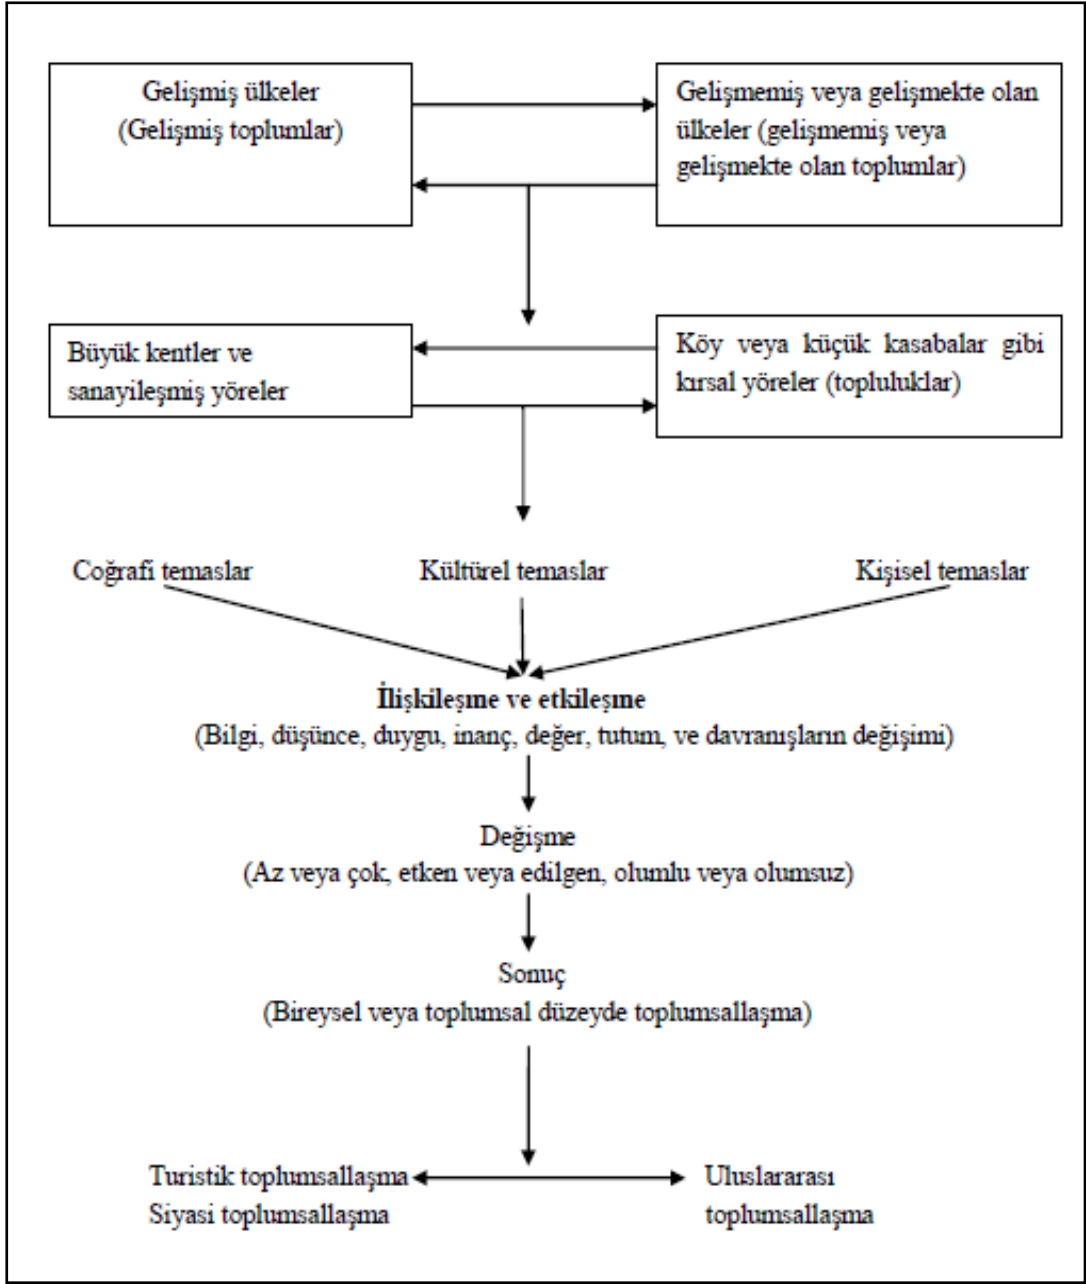 Gelişmiş ülkeler
(Gelişmiş toplumlar)
Gelişmemiş veya gelişmekte olan
ülkeler (gelişmemiş veya
gelişmekte olan toplumlar)
Büyük kentler ve
sanayileşmiş yöreler
Köy veya küçük kasabalar gibi
kırsal yöreler (topluluklar)
Coğrafi temaslar
Kültürel temaslar
Kişisel temaslar
İlişkileşme ve etkileşme
(Bilgi, düşünce, duygu, inanç, değer, tutum, ve davranışların değişimi)
Değişme
(Az veya çok, etken veya edilgen, olumlu veya olumsuz)
Sonuç
(Bireysel veya toplumsal düzeyde toplumsallaşma)
Turistik toplumsallaşma
Siyasi toplumsallaşma
Uluslararası
toplumsallaşma